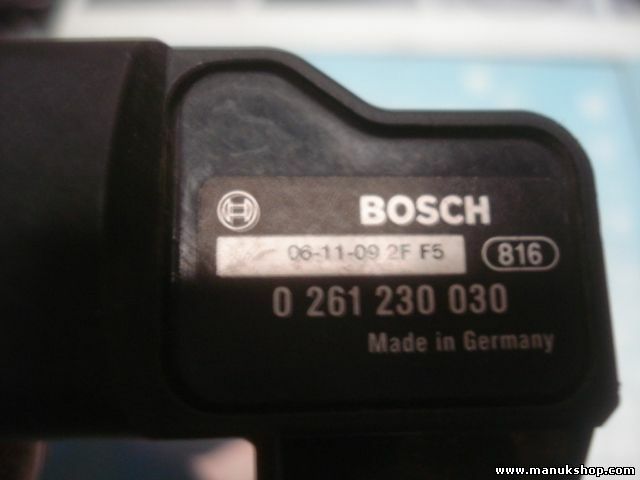 BOSCH
06-11-09 2F F5
816
0 261 230 030
Made in Germany
www.manukshop.com